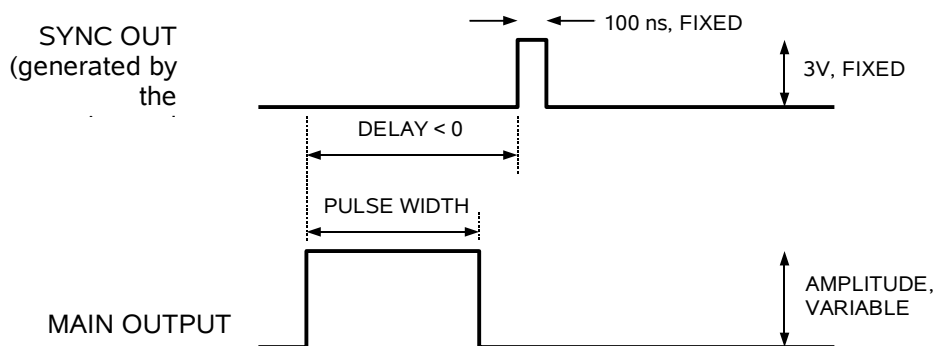 SYNC OUT
(generated by
the
100 ns, FIXED
3V, FIXED
DELAY < 0
PULSE WIDTH
AMPLITUDE,
VARIABLE
MAIN OUTPUT